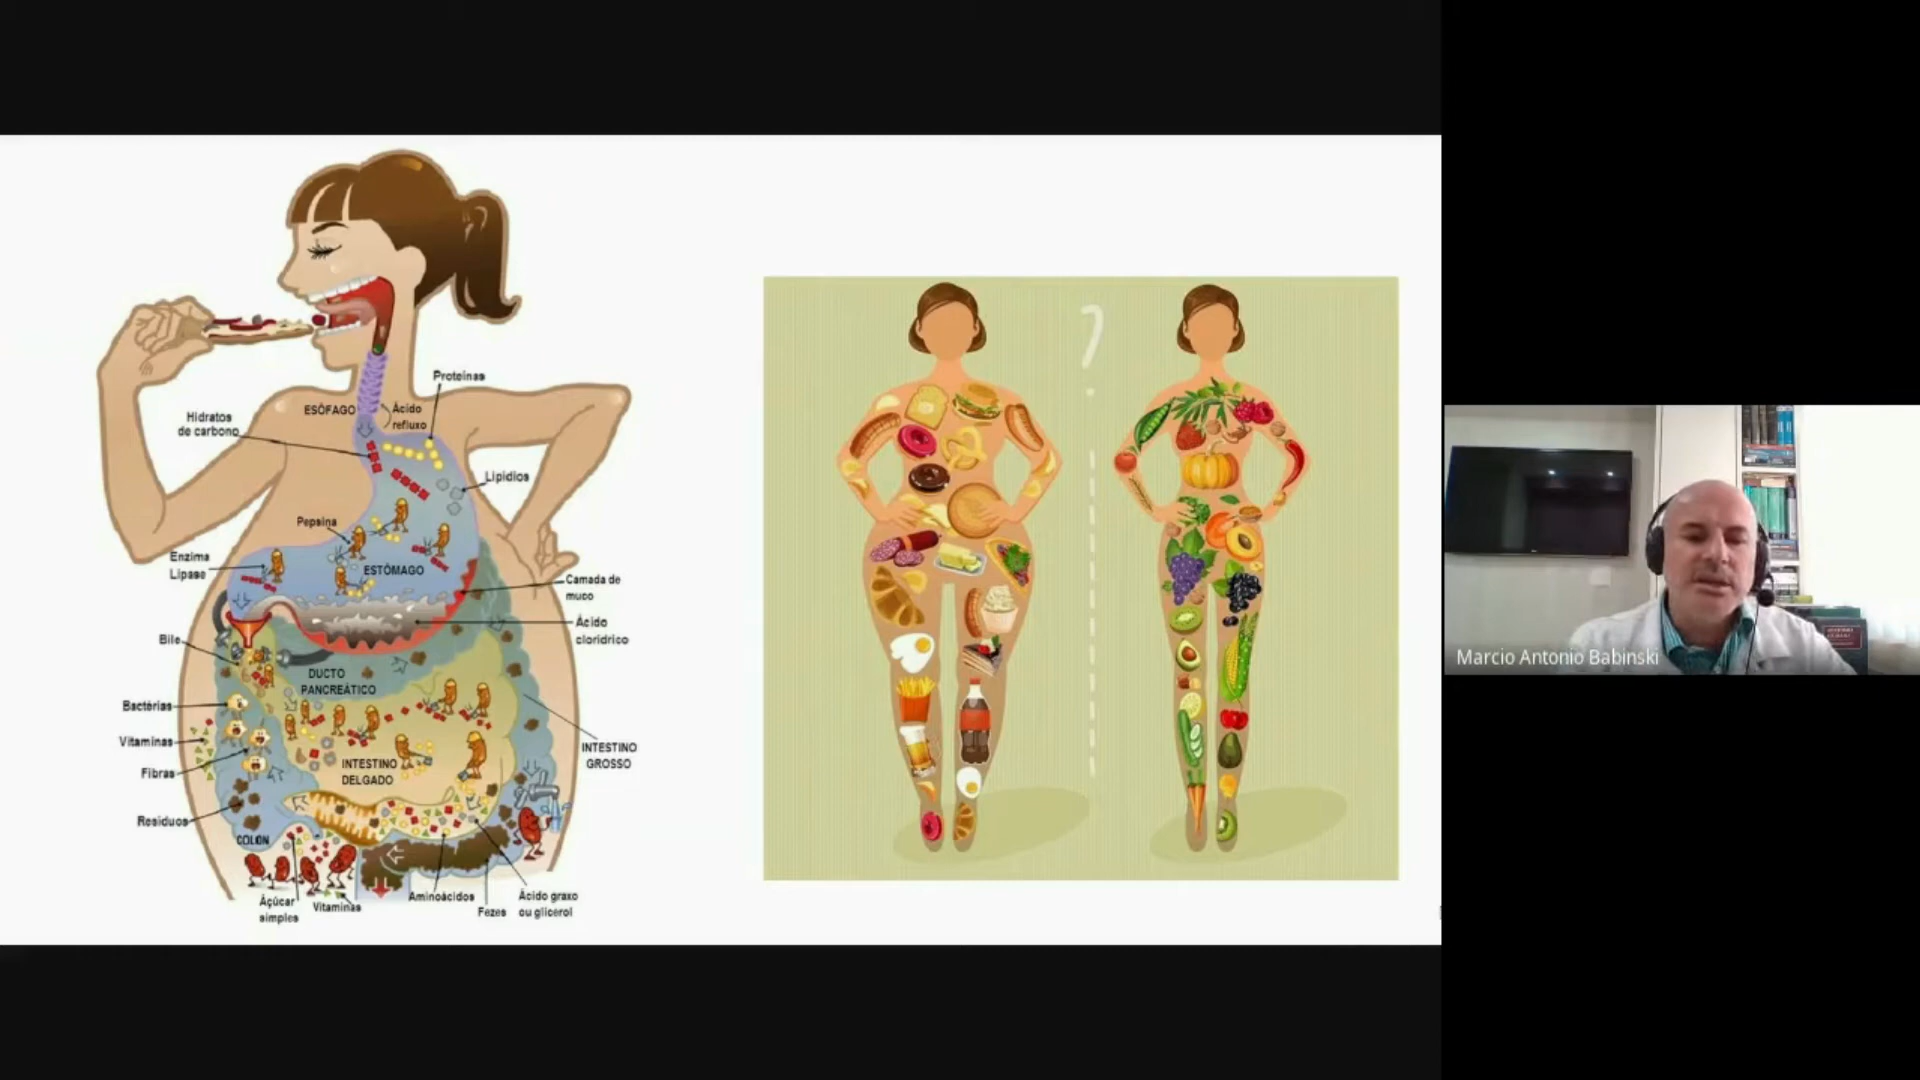 Proteínas
ESÔFAGO
Ácido
refluxo
Hidratos
de carbono
Lipídios
Pepsina
Enzima
Lipase
ESTÔMAGO
Camada de
muco
Ácido
clorídrico
Bile
DUCTO
PANCREÁTICO
Bactérias
Vitaminas
Fibras
INTESTINO
GROSSO
INTESTINO
DELGADO
Resíduos
COLON
Açúcar
simples
Vitaminas
Aminoácidos
Fezes
Ácido graxo
ou glicerol
Marcio Antonio Babinski